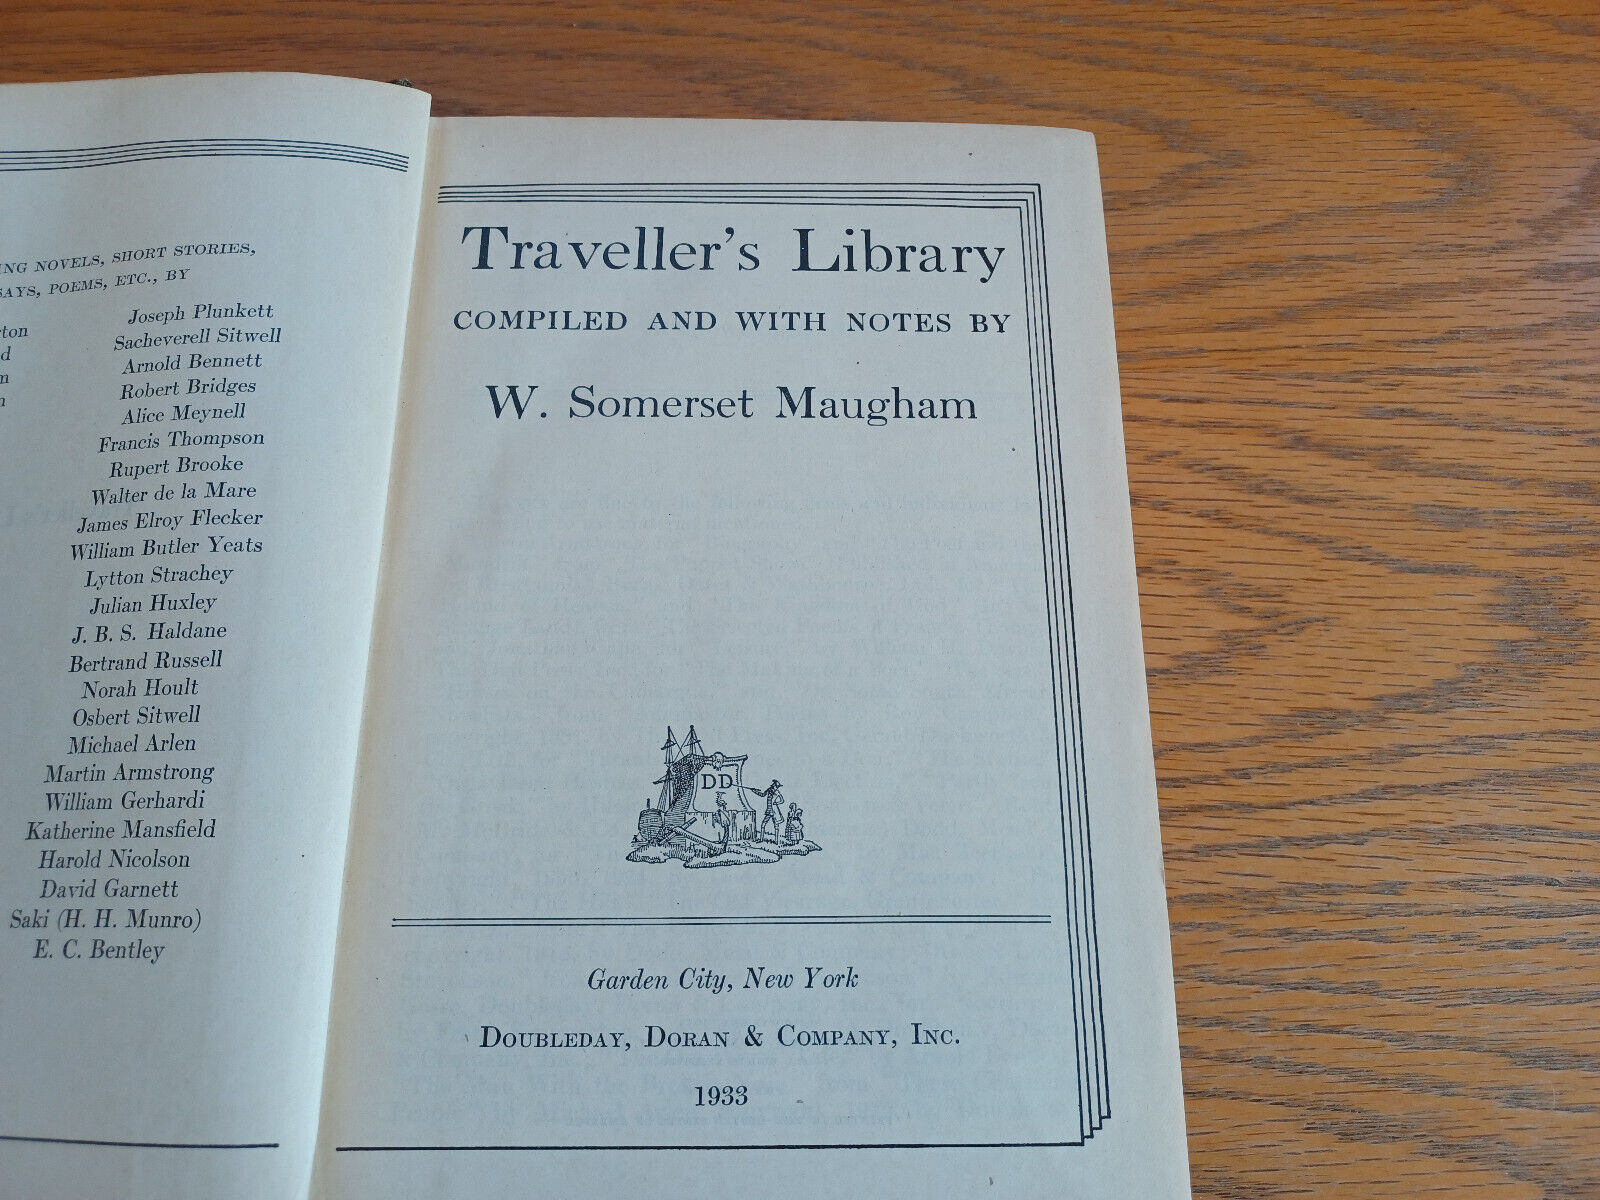 NOVELS, SHORT STORIES,
POEMS, ETC., BY
Joseph Plunkett
Sacheverell Sitwell
Arnold Bennett
Robert Bridges
Alice Meynell
Francis Thompson
Rupert Brooke
Walter de la Mare
James Elroy Flecker
William Butler Yeats
Lytton Strachey
Julian Huxley
J. B. S. Haldane
Bertrand Russell
Norah Hoult
Osbert Sitwell
Michael Arlen
Martin Armstrong
William Gerhardi
Katherine Mansfield
Harold Nicolson
David Garnett
Saki (H. H. Munro)
E. C. Bentley
Traveller's Library
COMPILED AND WITH NOTES BY
W. Somerset Maugham
DD
Garden City, New York
DOUBLEDAY, DORAN & COMPANY, INC.
1933